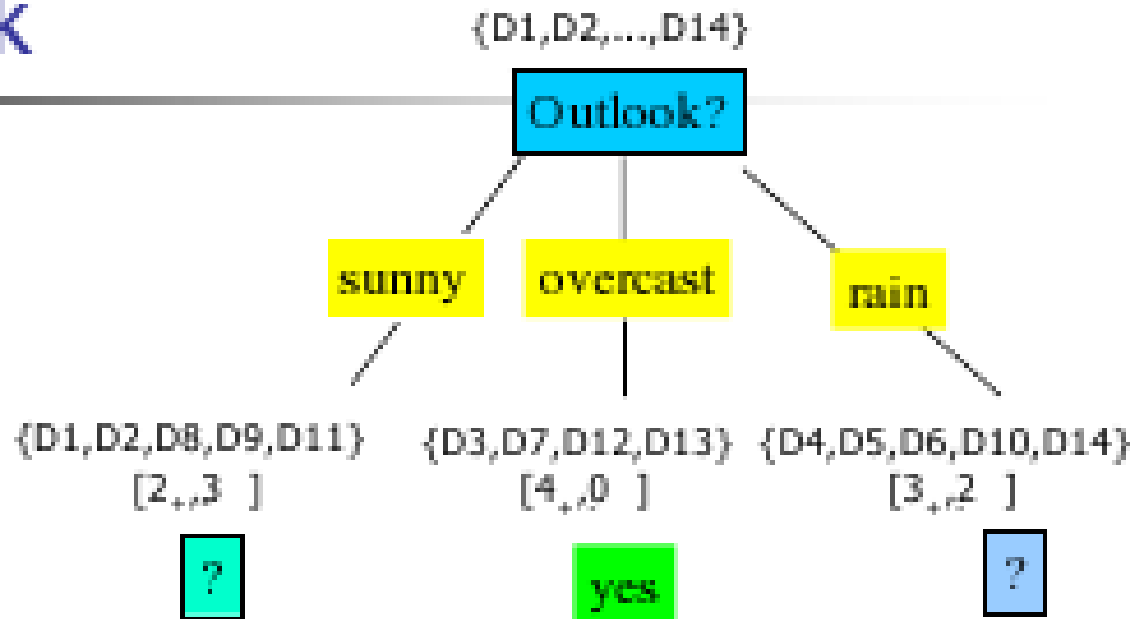 k
{D1,D2,...,D14}
Outlook?
sunny overcast rain
{D1,D2,D8,D9,D11} {D3,D7,D12,D13} {D4,D5,D6,D10,D14}
[2+,3 ] [4+,0 ] [3+,2 ]
? yes ?